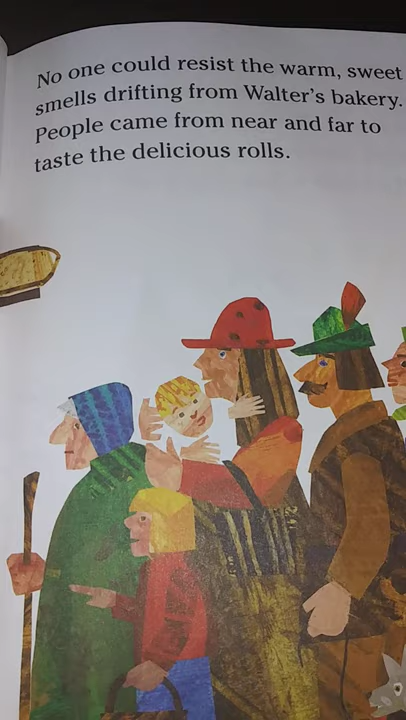 No one could resist the warm, sweet
smells drifting from Walter's bakery.
People came from near and far to
taste the delicious rolls.